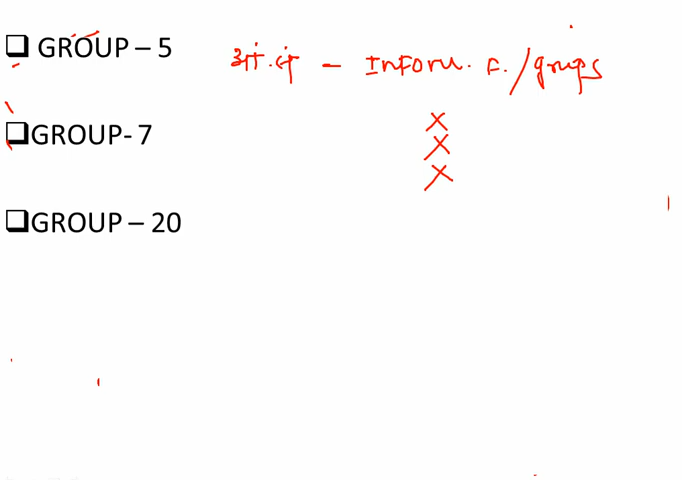 ❑ GROUP – 5 अं.सं. – Inform. F./groups
❑GROUP- 7
❑GROUP – 20